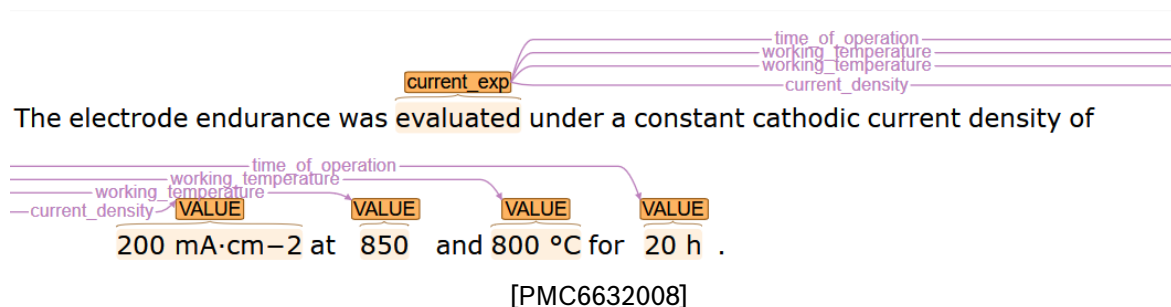 time_of_operation
working_temperature
working_temperature
current_exp
current_density
The electrode endurance was evaluated under a constant cathodic current density of
time_of_operation
working_temperature
working_temperature
current_density VALUE VALUE VALUE VALUE
200 mA·cm−2 at 850 and 800 °C for 20 h .
[PMC6632008]